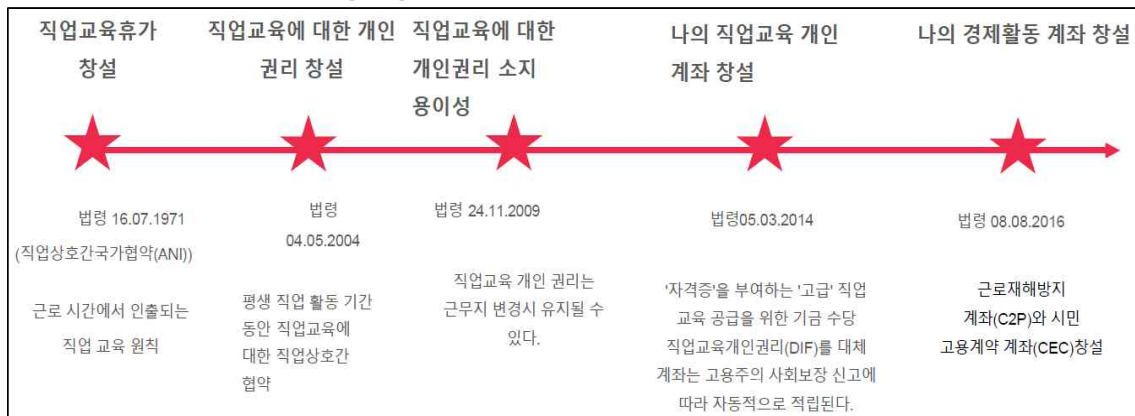 직업교육휴가
창설
직업교육에 대한 개인
권리 창설
직업교육에 대한
개인권리 소지
용이성
나의 직업교육 개인
계좌 창설
나의 경제활동 계좌 창설
법령 16.07.1971
(직업상호간국가협약(ANI))
근로 시간에서 인출되는
직업 교육 원칙
법령
04.05.2004
평생 직업 활동 기간
동안 직업교육에
대한 직업상호간
협약
법령 24.11.2009
직업교육 개인 권리는
근무지 변경시 유지될 수
있다.
법령05.03.2014
'자격증'을 부여하는 '고급' 직업
교육 공급을 위한 기금 수당
직업교육개인권리(DIF)를 대체
계좌는 고용주의 사회보장 신고에
따라 자동적으로 적립된다.
법령 08.08.2016
근로재해방지
계좌(C2P)와 시민
고용계약 계좌(CEC)창설